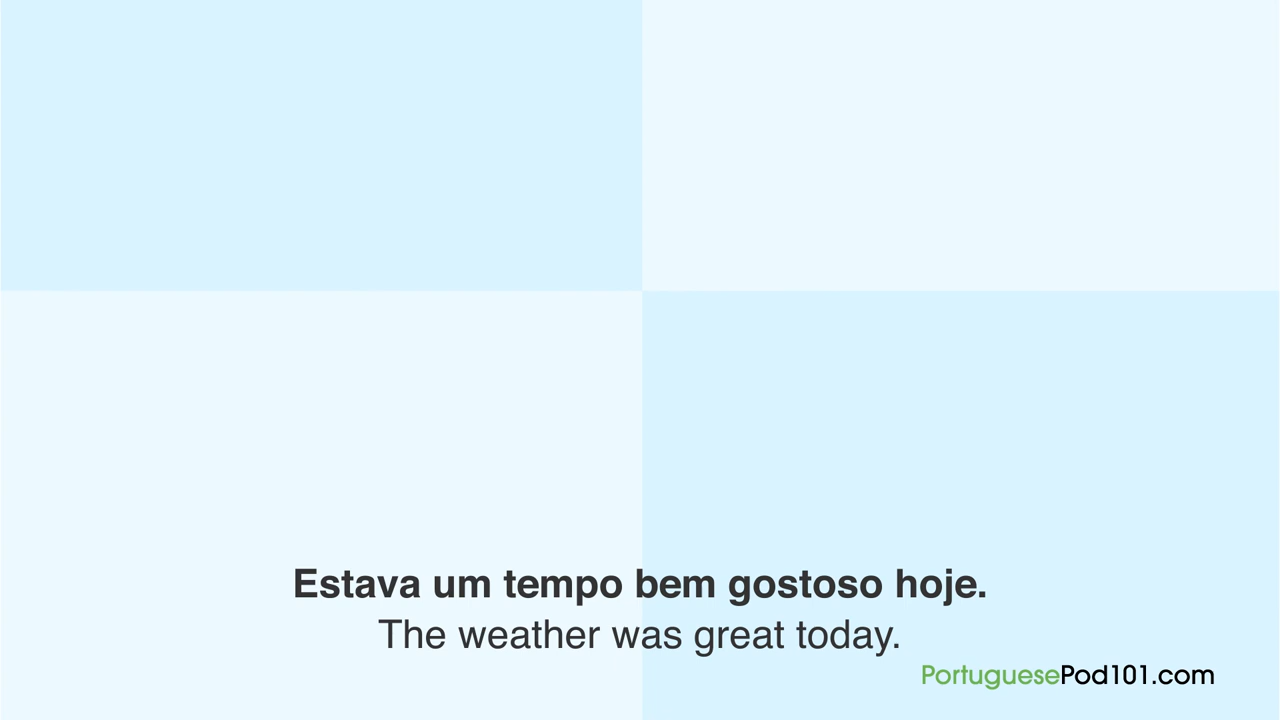 Estava um tempo bem gostoso hoje.
The weather was great today.
PortuguesePod101.com